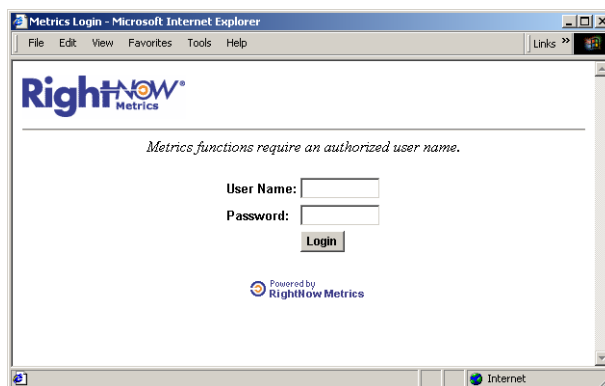 Metrics Login - Microsoft Internet Explorer
File Edit View Favorites Tools Help Links »
RightNOW®
Metrics
Metrics functions require an authorized user name.
User Name:
Password:
Login
Powered by
RightNow Metrics
Internet